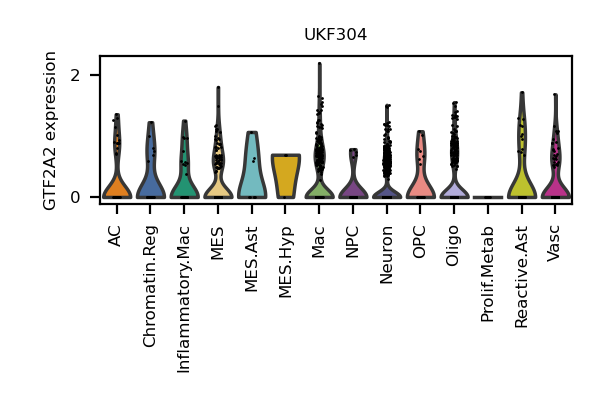 UKF304
GTF2A2 expression
2
0
AC
Chromatin.Reg
Inflammatory.Mac
MES
MES.Ast
MES.Hyp
Mac
NPC
Neuron
OPC
Oligo
Prolif.Metab
Reactive.Ast
Vasc